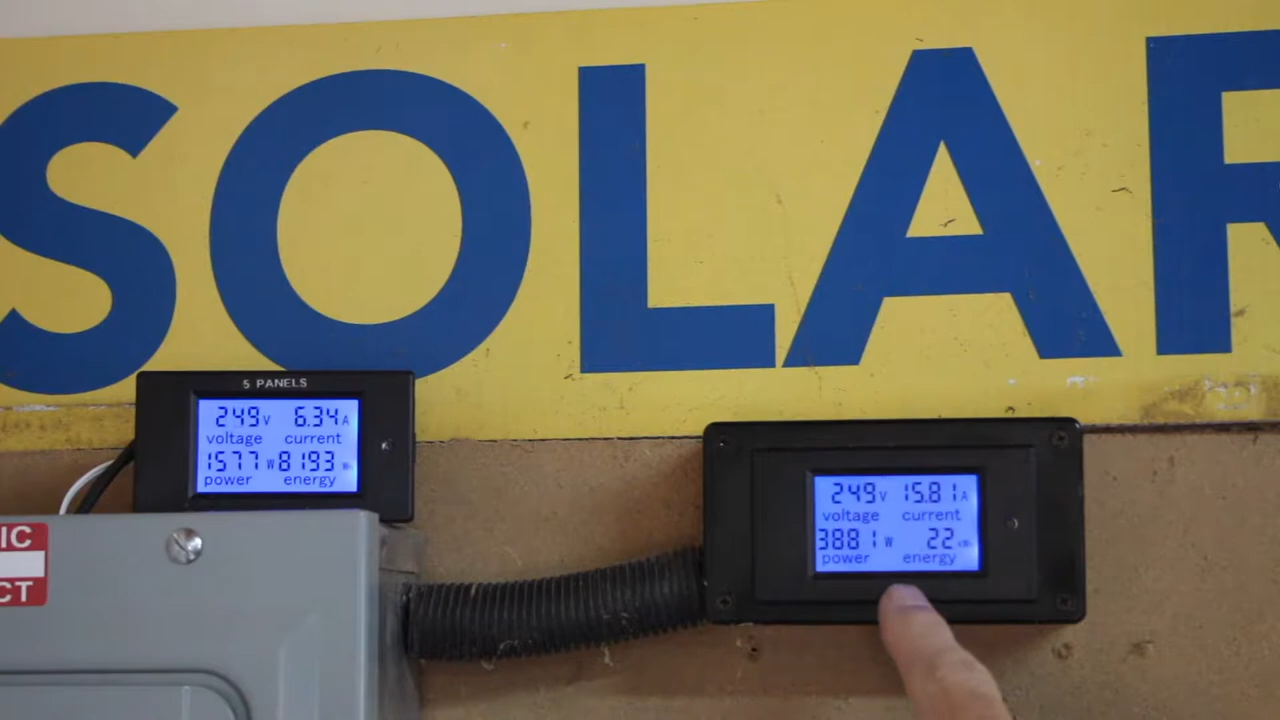 SOLAR
5 PANELS
249V 6.34A
voltage current
1577W 8193Wh
power energy
249V 15.81A
voltage current
3881W 22kWh
power energy
IC
CT